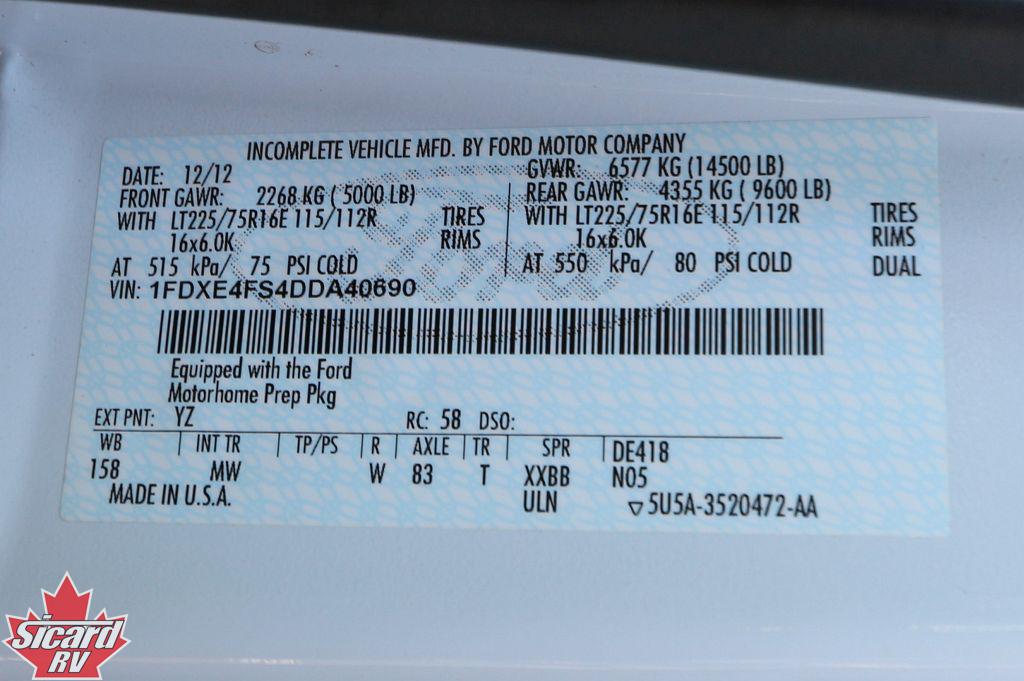 INCOMPLETE VEHICLE MFD. BY FORD MOTOR COMPANY
DATE: 12/12 GVWR: 6577 KG (14500 LB)
FRONT GAWR: 2268 KG ( 5000 LB) REAR GAWR: 4355 KG ( 9600 LB)
WITH LT225/75R16E 115/112R TIRES WITH LT225/75R16E 115/112R TIRES
16x6.0K RIMS 16x6.0K RIMS
AT 515 kPa/ 75 PSI COLD AT 550 kPa/ 80 PSI COLD DUAL
VIN: 1FDXE4FS4DDA40690
Equipped with the Ford
Motorhome Prep Pkg
EXT PNT: YZ RC: 58 DSO:
WB INT TR TP/PS R AXLE TR SPR DE418
158 MW W 83 T XXBB N05
MADE IN U.S.A. ULN ▽5U5A-3520472-AA
Sicard
RV